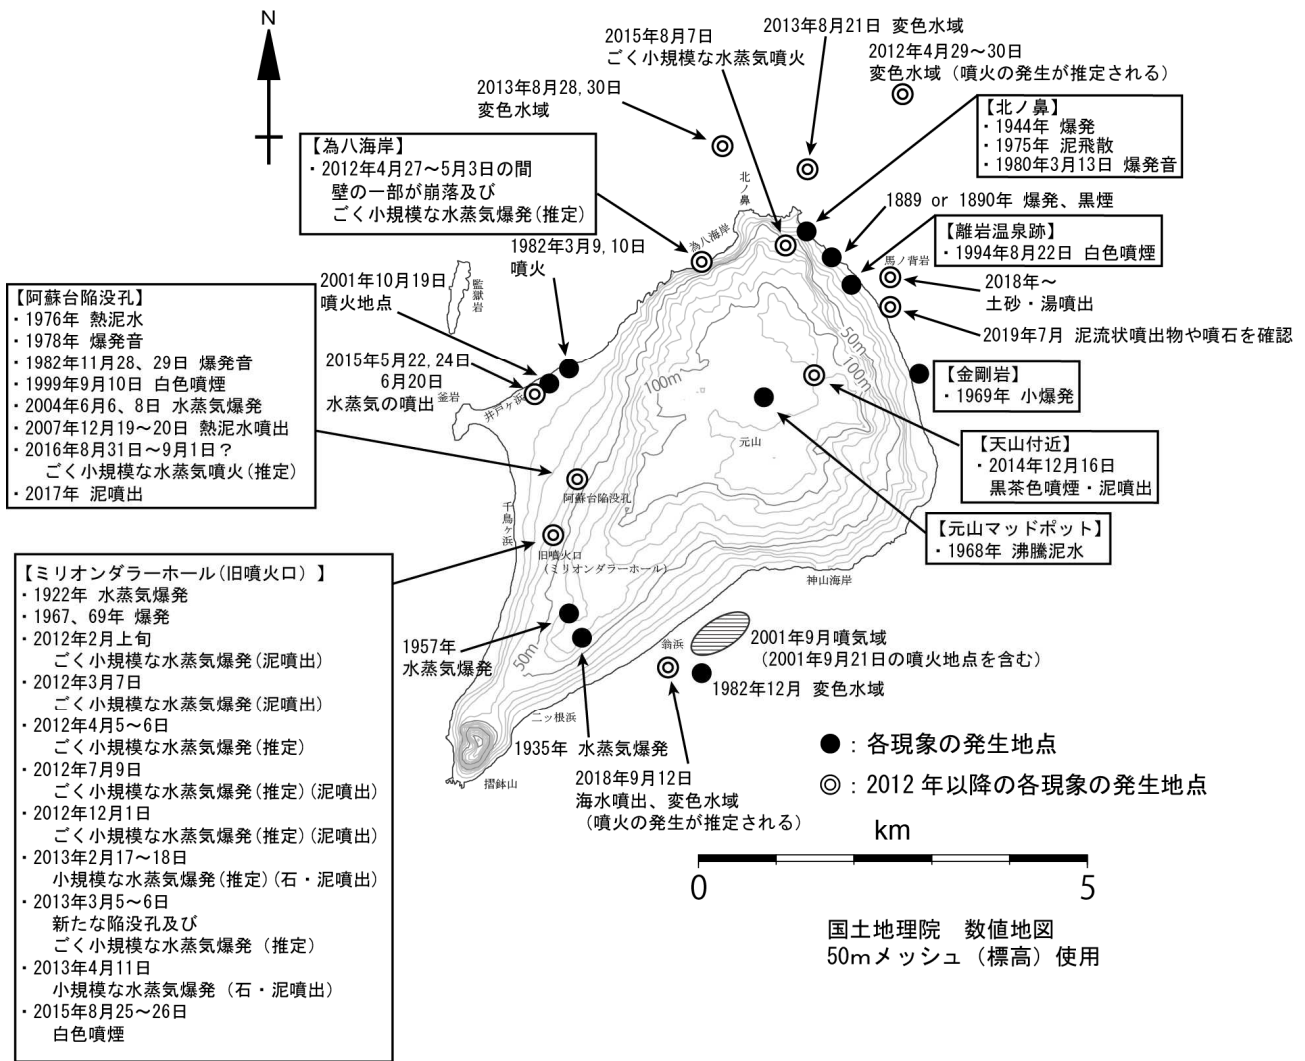 N
2013年8月21日 変色水域
2015年8月7日
ごく小規模な水蒸気噴火
2012年4月29～30日
変色水域（噴火の発生が推定される）
2013年8月28,30日
変色水域
【北ノ鼻】
・1944年 爆発
・1975年 泥飛散
・1980年3月13日 爆発音
【為八海岸】
・2012年4月27～5月3日の間
壁の一部が崩落及び
ごく小規模な水蒸気爆発(推定)
北ノ鼻
1889 or 1890年 爆発、黒煙
【離岩温泉跡】
・1994年8月22日 白色噴煙
為八海岸
1982年3月9,10日
噴火
馬ノ背岩
2018年～
土砂・湯噴出
2001年10月19日
噴火地点
監獄岩
【阿蘇台陥没孔】
・1976年 熱泥水
・1978年 爆発音
・1982年11月28、29日 爆発音
・1999年9月10日 白色噴煙
・2004年6月6、8日 水蒸気爆発
・2007年12月19～20日 熱泥水噴出
・2016年8月31日～9月1日？
ごく小規模な水蒸気噴火(推定)
・2017年 泥噴出
2019年7月 泥流状噴出物や噴石を確認
50m
100m
100m
2015年5月22,24日
6月20日
水蒸気の噴出
釜岩
井戸ヶ浜
【金剛岩】
・1969年 小爆発
元山
【天山付近】
・2014年12月16日
黒茶色噴煙・泥噴出
阿蘇台陥没孔
千鳥ヶ浜
【元山マッドポット】
・1968年 沸騰泥水
旧噴火口
（ミリオンダラーホール）
神山海岸
【ミリオンダラーホール(旧噴火口) 】
・1922年 水蒸気爆発
・1967、69年 爆発
・2012年2月上旬
ごく小規模な水蒸気爆発(泥噴出)
・2012年3月7日
ごく小規模な水蒸気爆発(泥噴出)
・2012年4月5～6日
ごく小規模な水蒸気爆発(推定)
・2012年7月9日
ごく小規模な水蒸気爆発(推定)(泥噴出)
・2012年12月1日
ごく小規模な水蒸気爆発(推定)(泥噴出)
・2013年2月17～18日
小規模な水蒸気爆発(推定)(石・泥噴出)
・2013年3月5～6日
新たな陥没孔及び
ごく小規模な水蒸気爆発（推定）
・2013年4月11日
小規模な水蒸気爆発（石・泥噴出）
・2015年8月25～26日
白色噴煙
1957年
水蒸気爆発
50m
翁浜
2001年9月噴気域
（2001年9月21日の噴火地点を含む）
1982年12月 変色水域
二ッ根浜
1935年 水蒸気爆発
摺鉢山
2018年9月12日
海水噴出、変色水域
（噴火の発生が推定される）
●：各現象の発生地点
◎：2012年以降の各現象の発生地点
km
0
5
国土地理院 数値地図
50mメッシュ（標高）使用